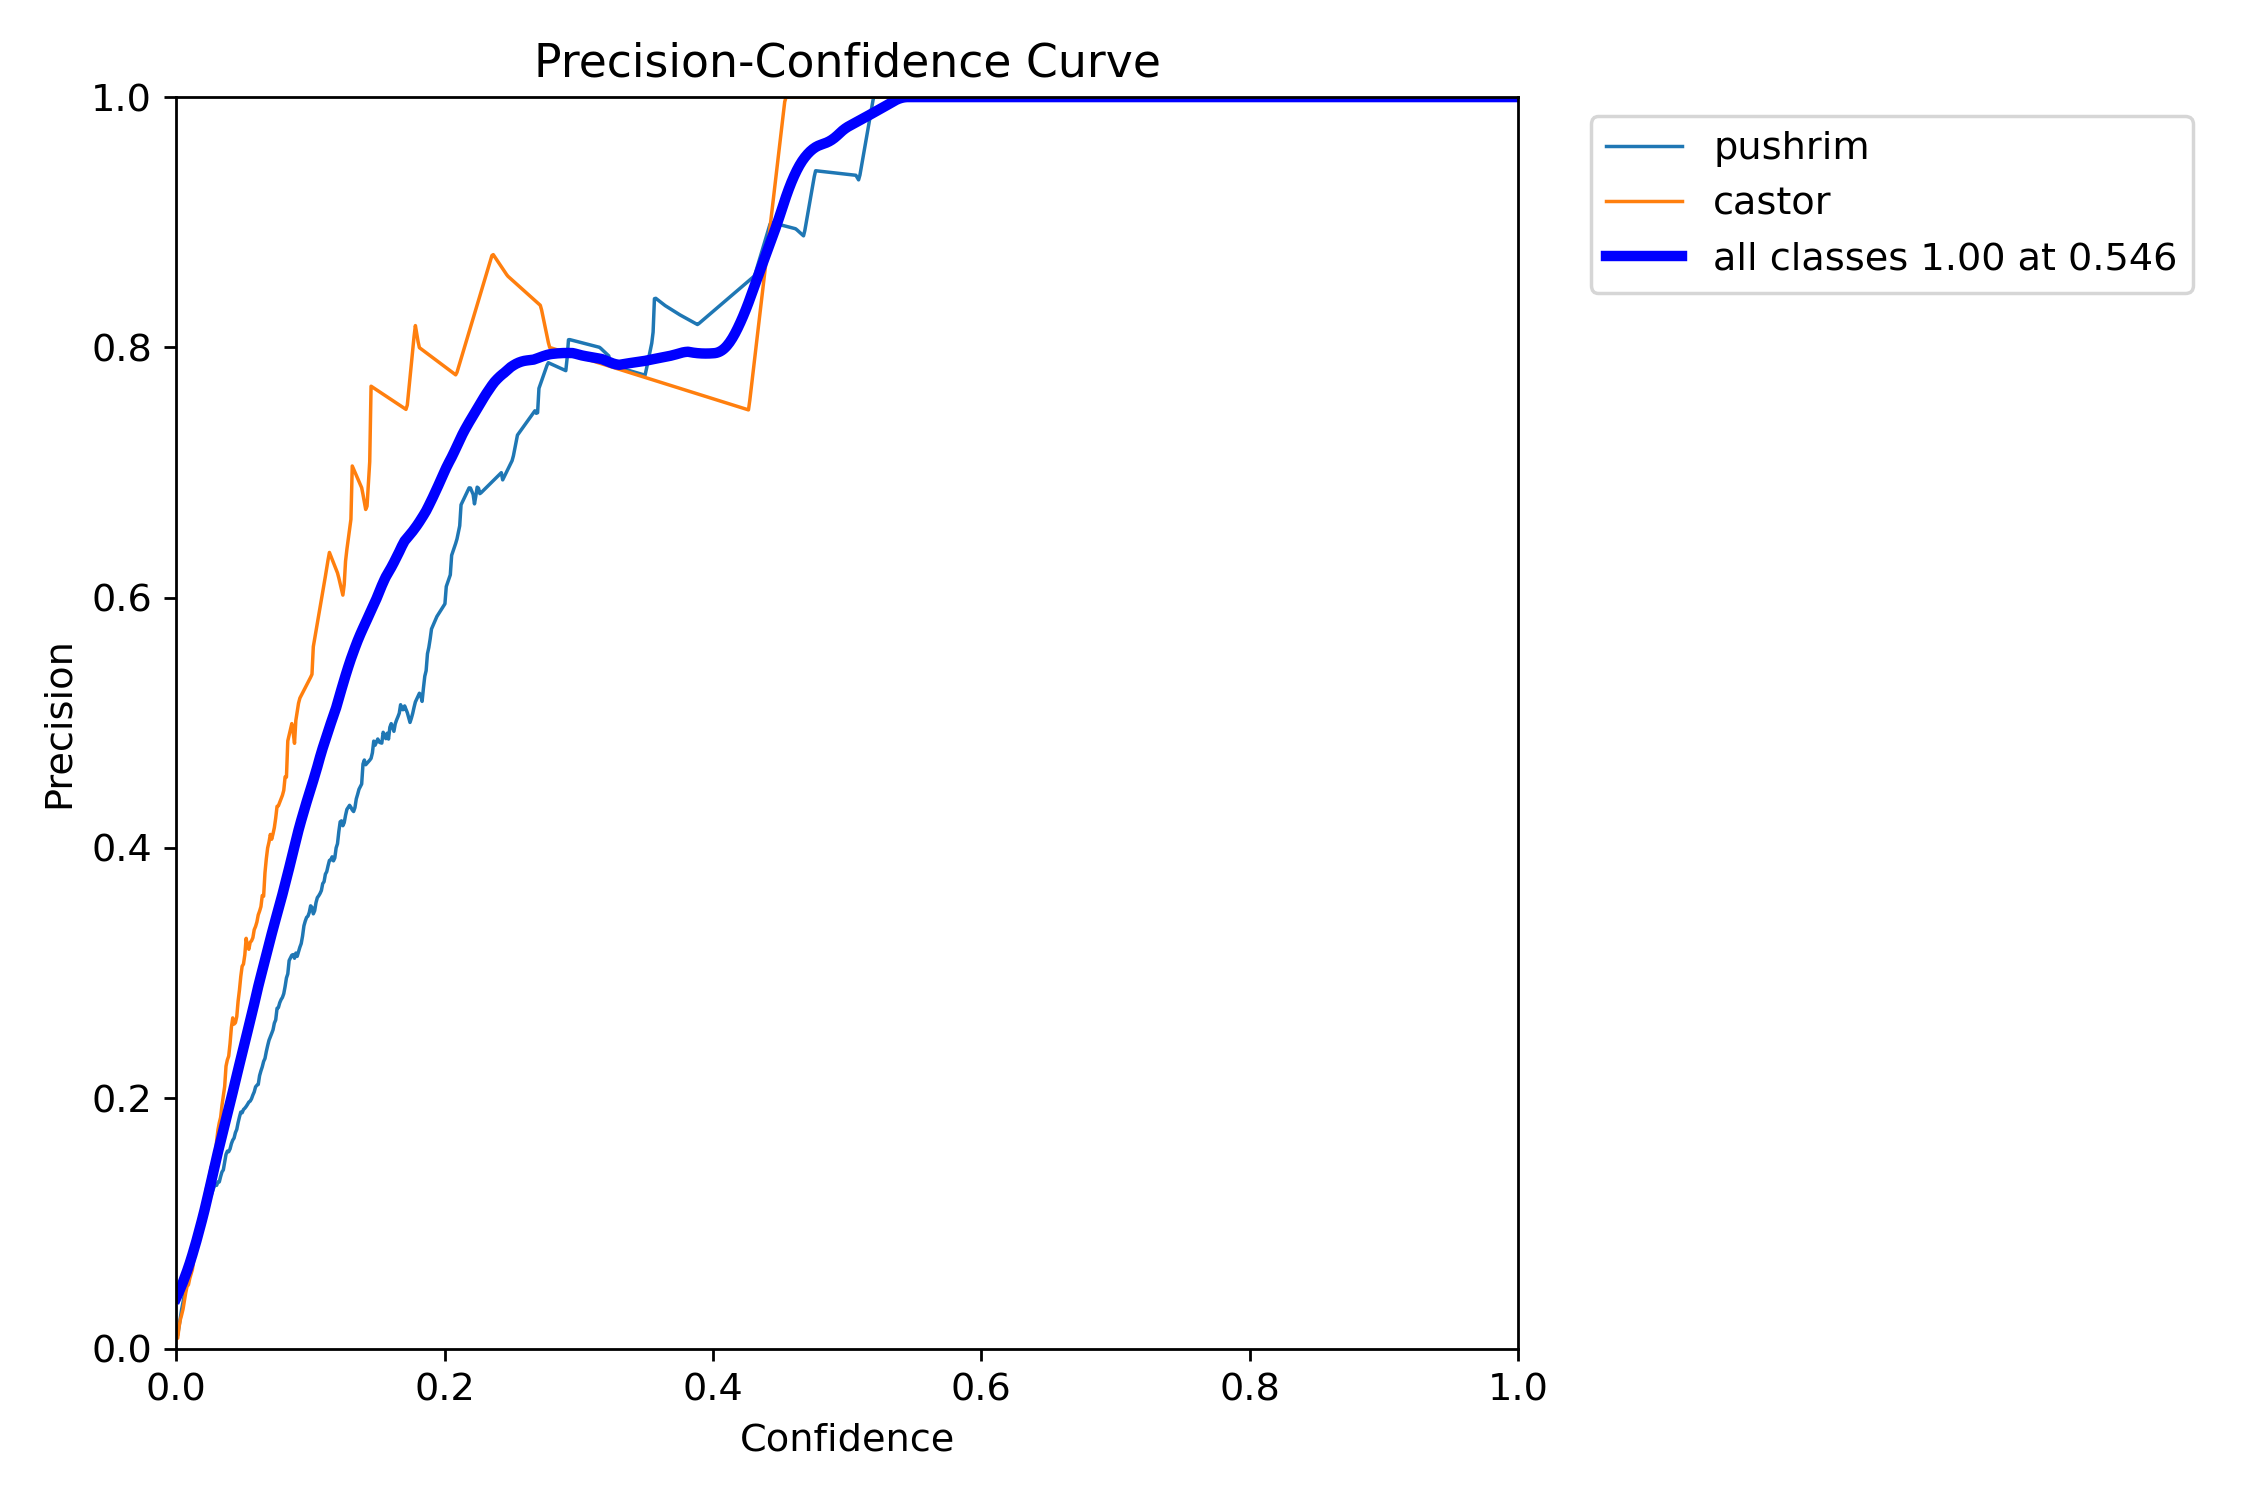 Precision-Confidence Curve
pushrim
castor
all classes 1.00 at 0.546
1.0
0.8
0.6
0.4
0.2
0.0
Precision
0.0 0.2 0.4 0.6 0.8 1.0
Confidence